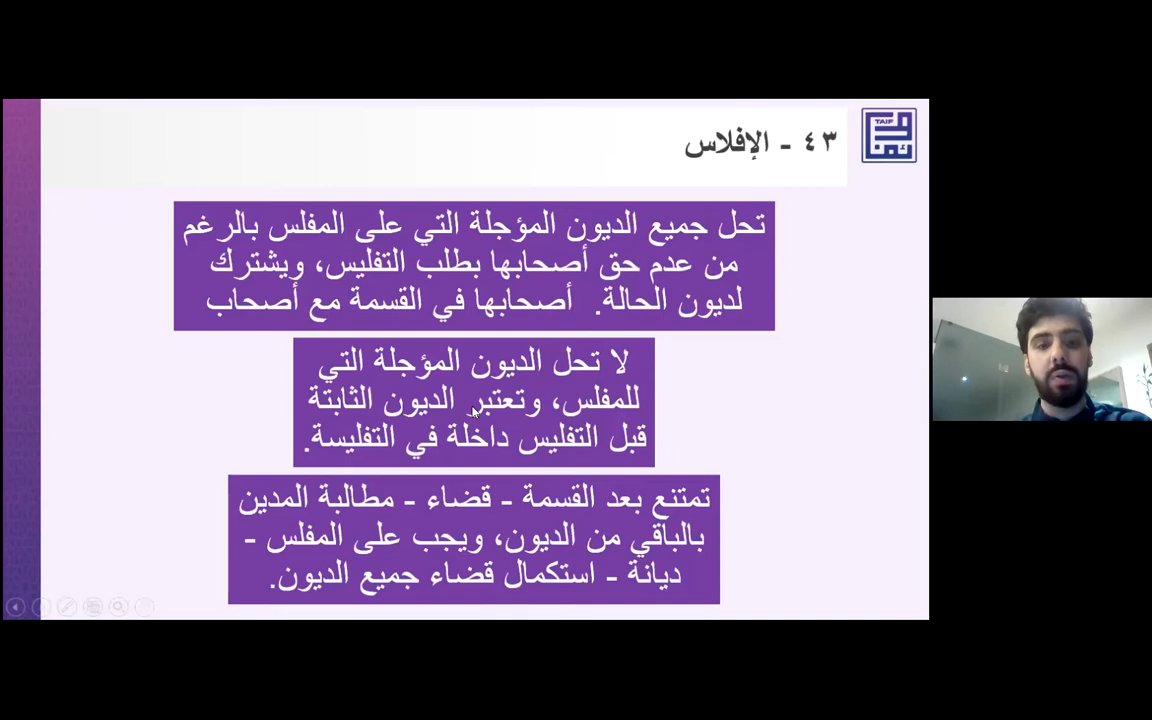 ٤٣ - الإفلاس
TAIF
تحل جميع الديون المؤجلة التي على المفلس بالرغم
من عدم حق أصحابها بطلب التفليس، ويشترك
لديون الحالة.  أصحابها في القسمة مع أصحاب
لا تحل الديون المؤجلة التي
للمفلس، وتعتبر الديون الثابتة
قبل التفليس داخلة في التفليسة.
تمتنع بعد القسمة - قضاء - مطالبة المدين
بالباقي من الديون، ويجب على المفلس -
ديانة - استكمال قضاء جميع الديون.